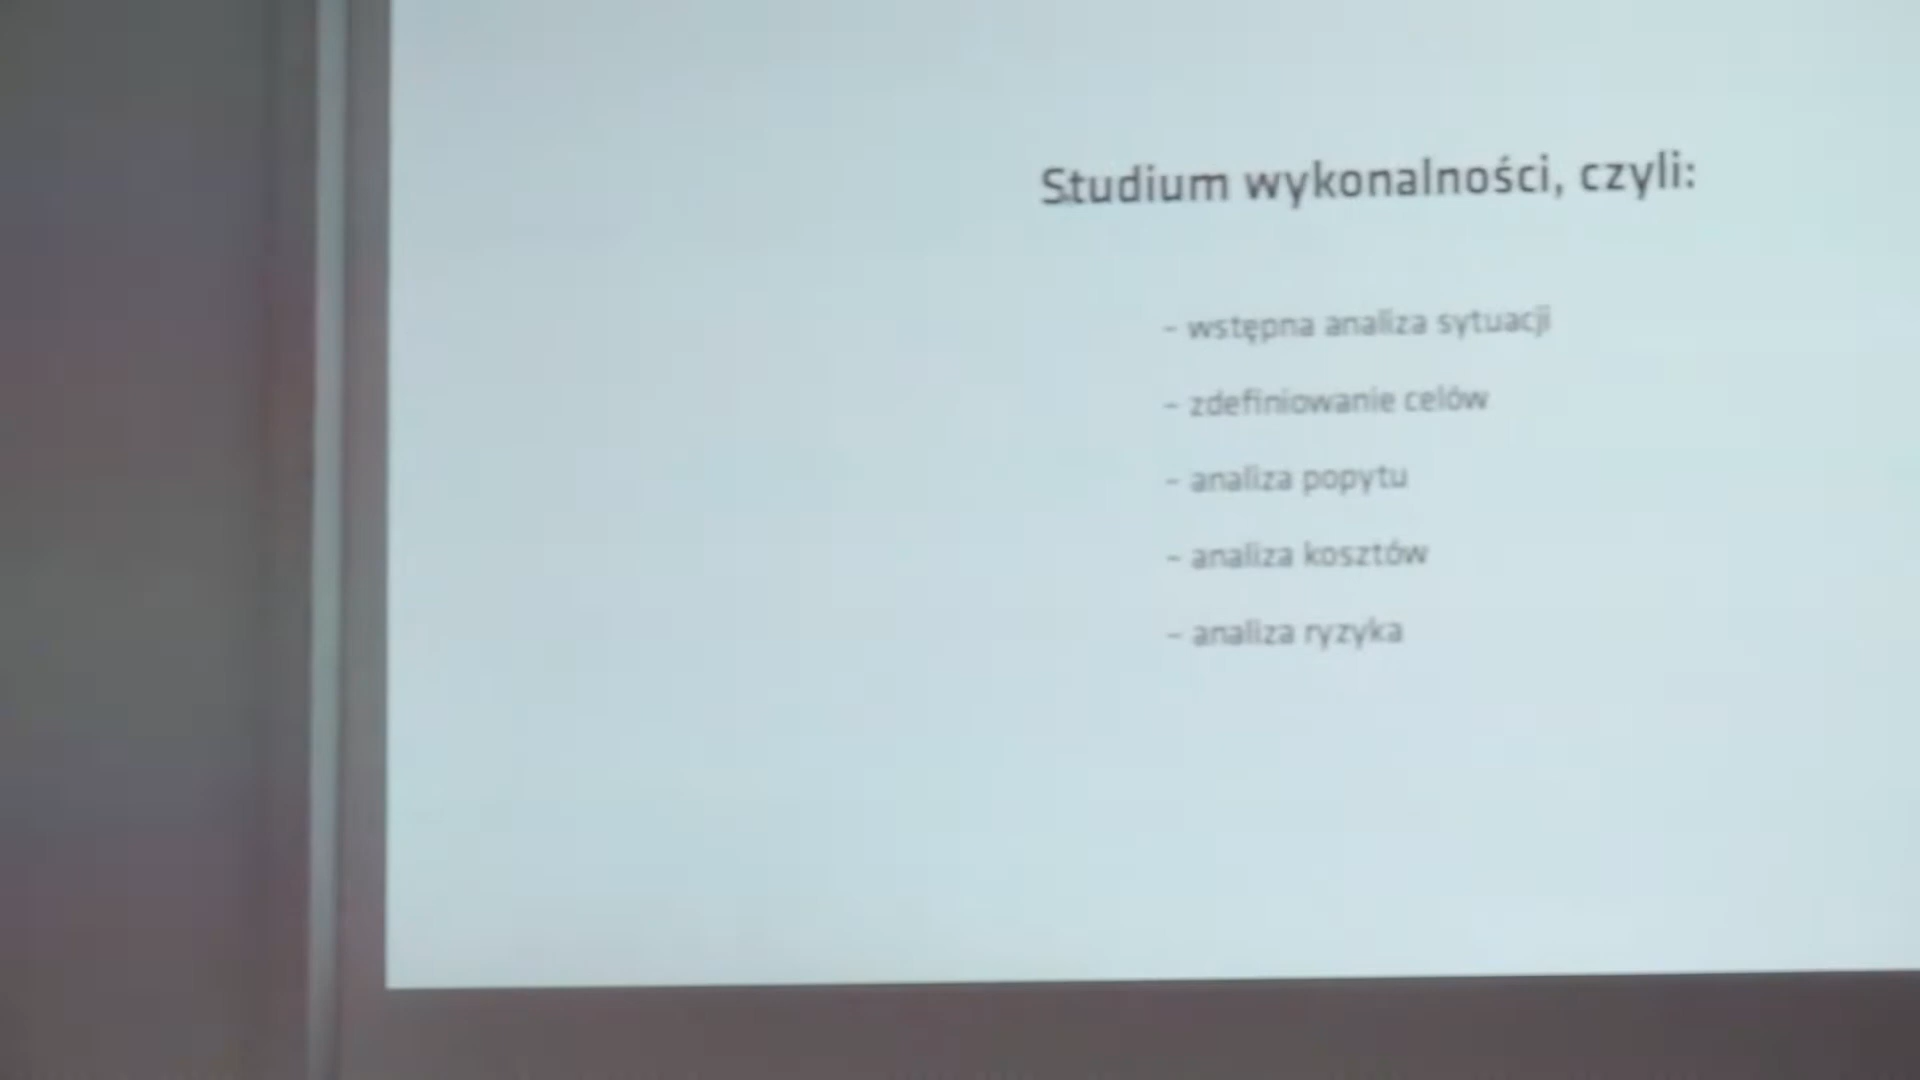 Studium wykonalności, czyli:
- wstępna analiza sytuacji
- zdefiniowanie celów
- analiza popytu
- analiza kosztów
- analiza ryzyka